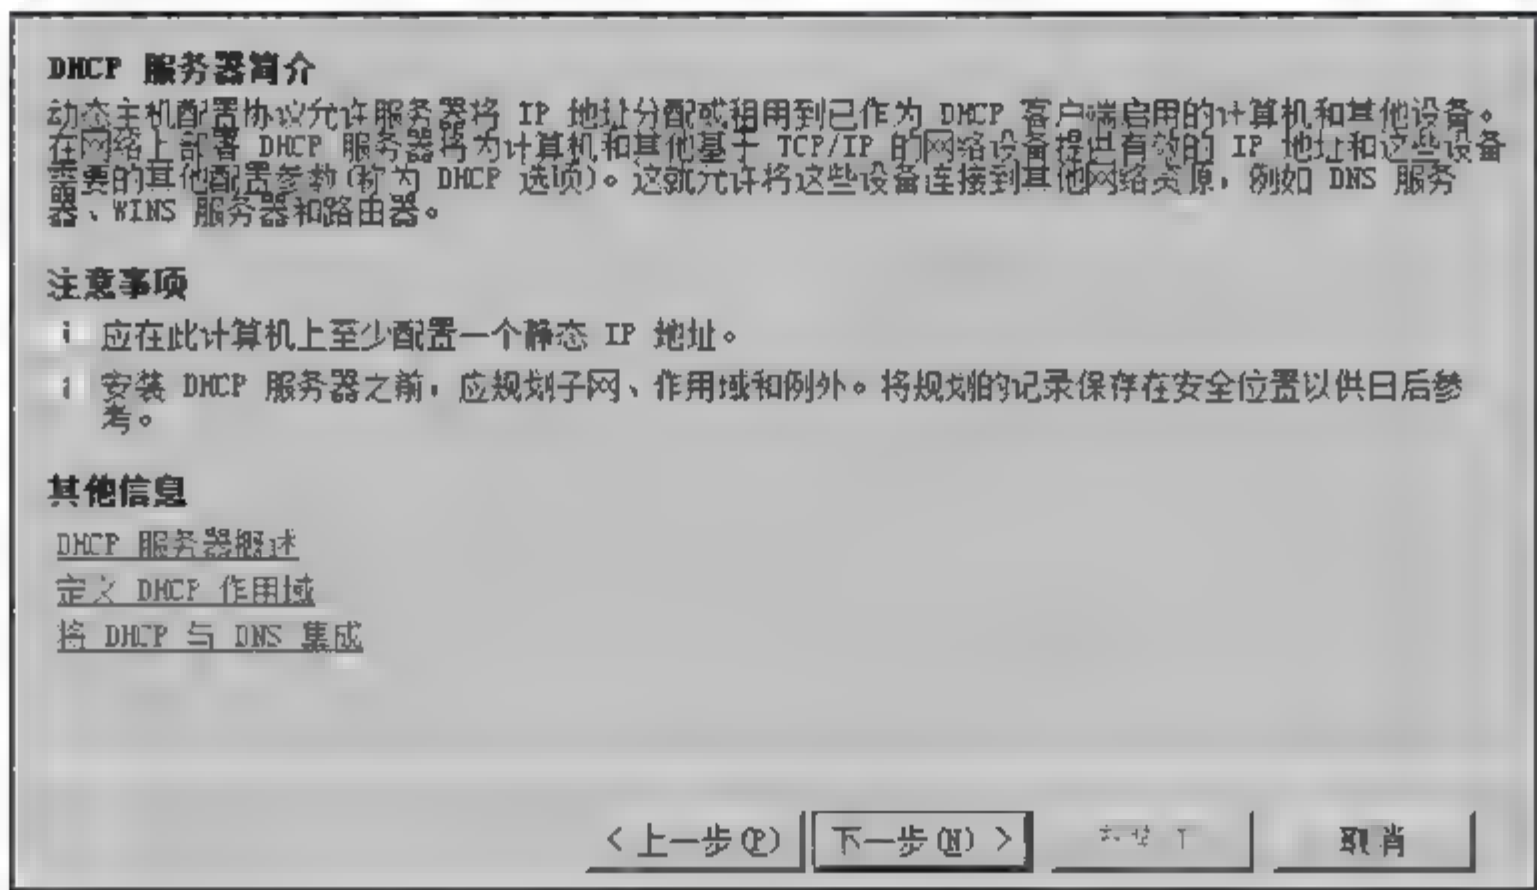 DHCP 服务器简介
动态主机配置协议允许服务器将 IP 地址分配或租用到已作为 DHCP 客户端启用的计算机和其他设备。
在网络上部署 DHCP 服务器将为计算机和其他基于 TCP/IP 的网络设备提供有效的 IP 地址和这些设备
需要的其他配置参数(称为 DHCP 选项)。这就允许将这些设备连接到其他网络资源，例如 DNS 服务
器、WINS 服务器和路由器。
注意事项
应在此计算机上至少配置一个静态 IP 地址。
安装 DHCP 服务器之前，应规划子网、作用域和例外。将规划的记录保存在安全位置以供日后参
考。
其他信息
DHCP 服务器概述
定义 DHCP 作用域
将 DHCP 与 DNS 集成
< 上一步(P)
下一步(N) >
取消